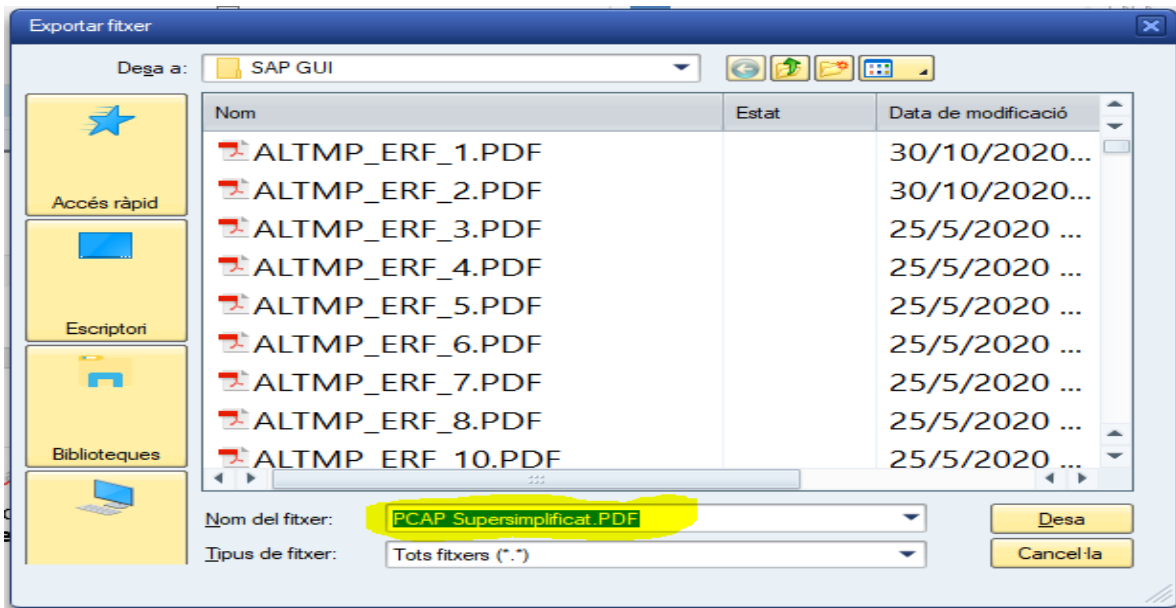 Exportar fitxer
Desa a: SAP GUI
Nom Estat Data de modificació
ALTMP_ERF_1.PDF 30/10/2020...
ALTMP_ERF_2.PDF 30/10/2020...
ALTMP_ERF_3.PDF 25/5/2020 ...
ALTMP_ERF_4.PDF 25/5/2020 ...
ALTMP_ERF_5.PDF 25/5/2020 ...
ALTMP_ERF_6.PDF 25/5/2020 ...
ALTMP_ERF_7.PDF 25/5/2020 ...
ALTMP_ERF_8.PDF 25/5/2020 ...
ALTMP_ERF_10.PDF 25/5/2020 ...
Accés ràpid
Escriptori
Biblioteques
Nom del fitxer: PCAP Supersimplificat.PDF Desa
Tipus de fitxer: Tots fitxers (*.*) Cancel·la